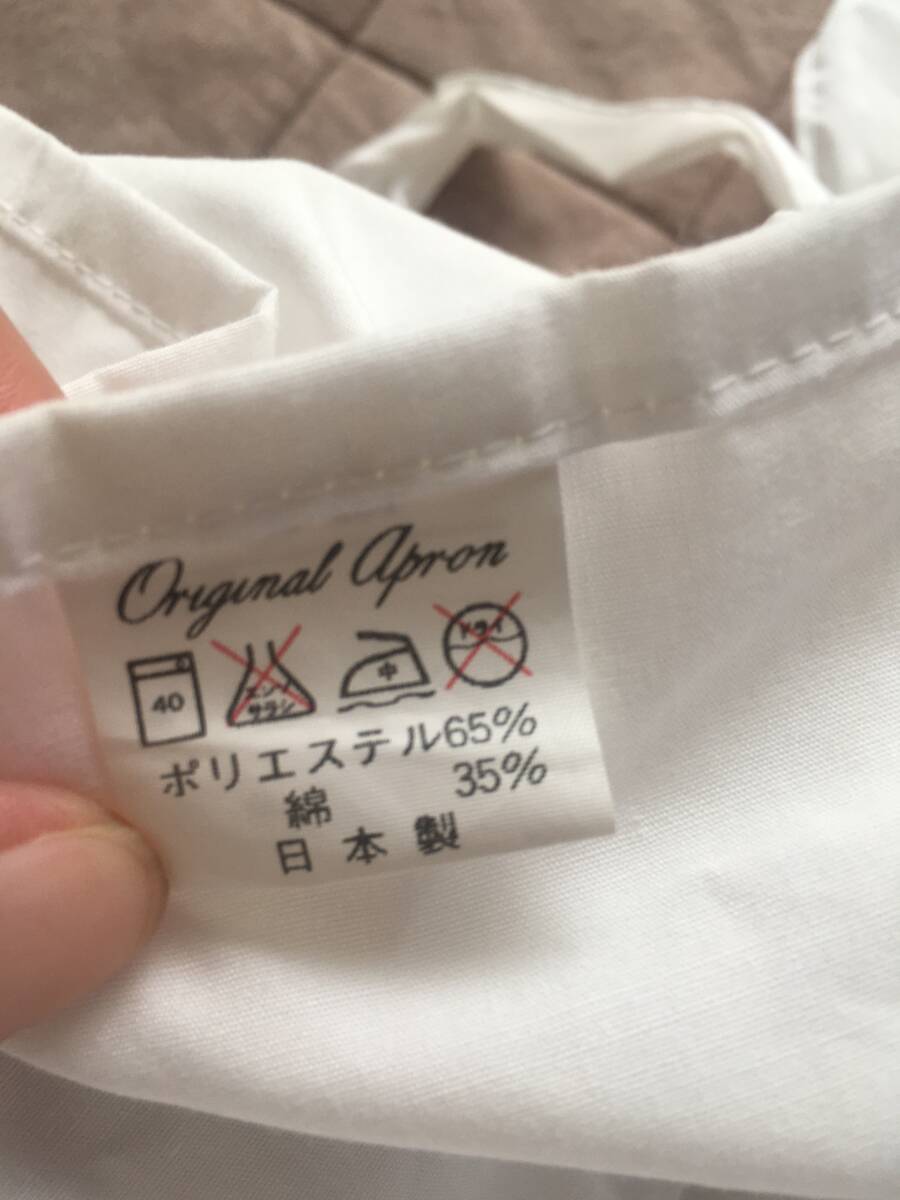 Original Apron
40 エンソ サラシ 中 ドライ
ポリエステル65%
綿 35%
日本製